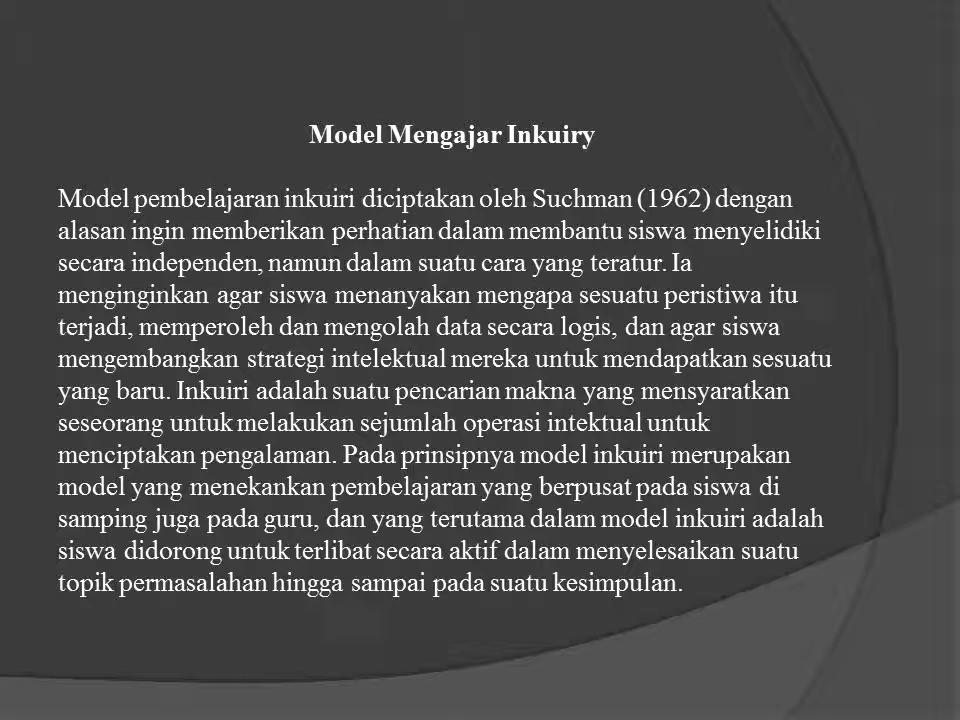 Model Mengajar Inkuiry
Model pembelajaran inkuiri diciptakan oleh Suchman (1962) dengan
alasan ingin memberikan perhatian dalam membantu siswa menyelidiki
secara independen, namun dalam suatu cara yang teratur. Ia
menginginkan agar siswa menanyakan mengapa sesuatu peristiwa itu
terjadi, memperoleh dan mengolah data secara logis, dan agar siswa
mengembangkan strategi intelektual mereka untuk mendapatkan sesuatu
yang baru. Inkuiri adalah suatu pencarian makna yang mensyaratkan
seseorang untuk melakukan sejumlah operasi intektual untuk
menciptakan pengalaman. Pada prinsipnya model inkuiri merupakan
model yang menekankan pembelajaran yang berpusat pada siswa di
samping juga pada guru, dan yang terutama dalam model inkuiri adalah
siswa didorong untuk terlibat secara aktif dalam menyelesaikan suatu
topik permasalahan hingga sampai pada suatu kesimpulan.